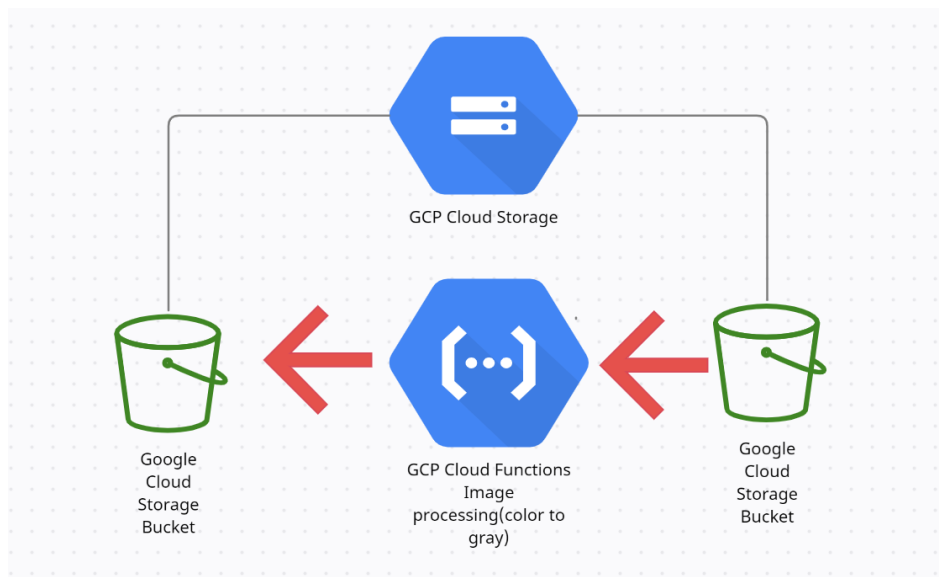 GCP Cloud Storage
Google
Cloud
Storage
Bucket
GCP Cloud Functions
Image
processing(color to
gray)
Google
Cloud
Storage
Bucket